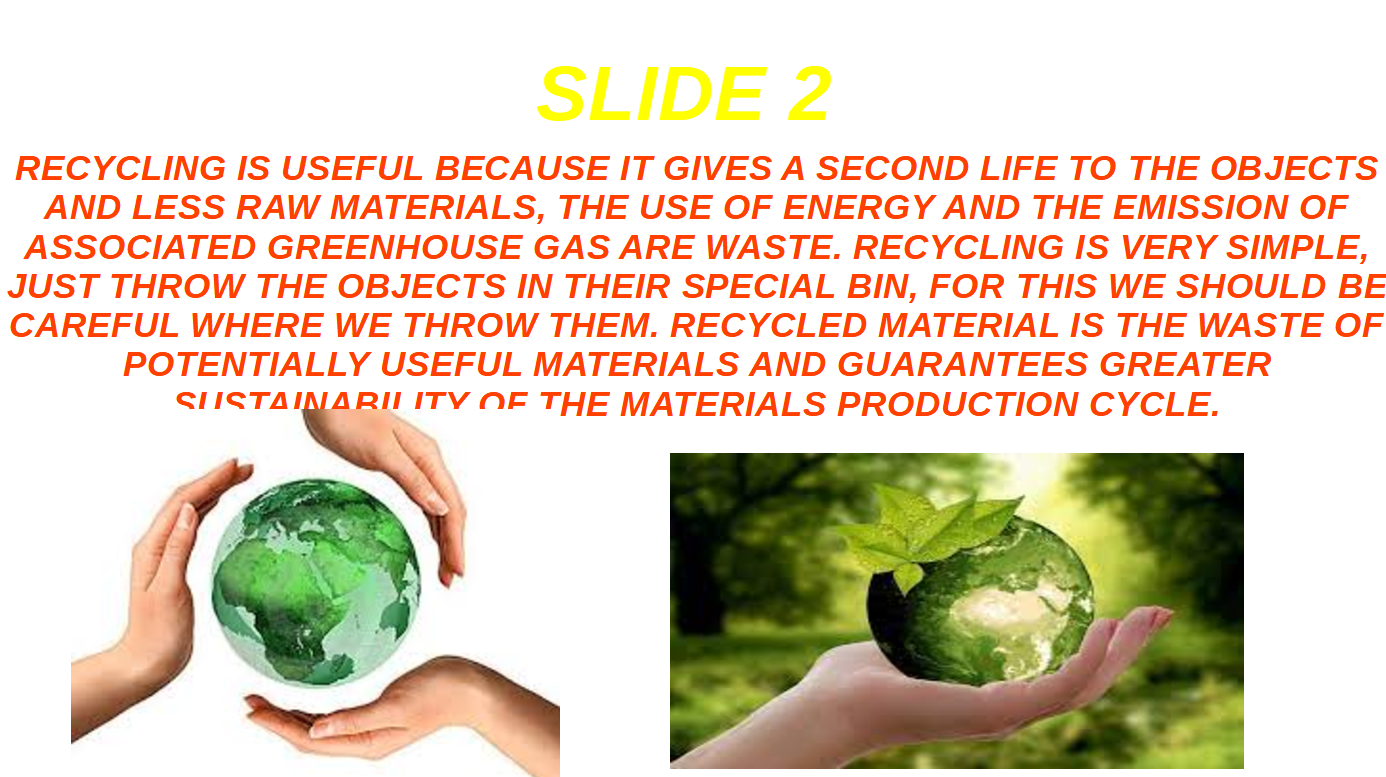 SLIDE 2
RECYCLING IS USEFUL BECAUSE IT GIVES A SECOND LIFE TO THE OBJECTS
AND LESS RAW MATERIALS, THE USE OF ENERGY AND THE EMISSION OF
ASSOCIATED GREENHOUSE GAS ARE WASTE. RECYCLING IS VERY SIMPLE,
JUST THROW THE OBJECTS IN THEIR SPECIAL BIN, FOR THIS WE SHOULD BE
CAREFUL WHERE WE THROW THEM. RECYCLED MATERIAL IS THE WASTE OF
POTENTIALLY USEFUL MATERIALS AND GUARANTEES GREATER
SUSTAINABILITY OF THE MATERIALS PRODUCTION CYCLE.